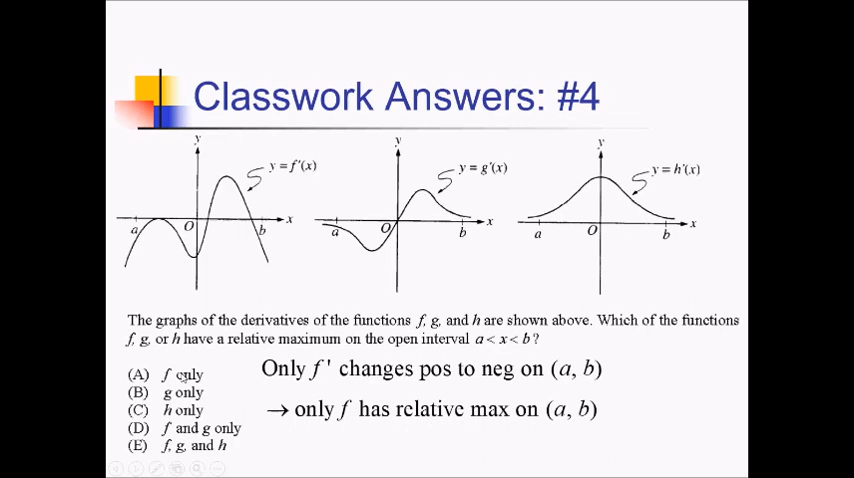 Classwork Answers: #4
y y = f'(x) x a O b
y y = g'(x) x a O b
y y = h'(x) x a O b
The graphs of the derivatives of the functions f, g, and h are shown above. Which of the functions
f, g, or h have a relative maximum on the open interval a < x < b?
(A) f only
(B) g only
(C) h only
(D) f and g only
(E) f, g, and h
Only f ' changes pos to neg on (a, b)
→ only f has relative max on (a, b)